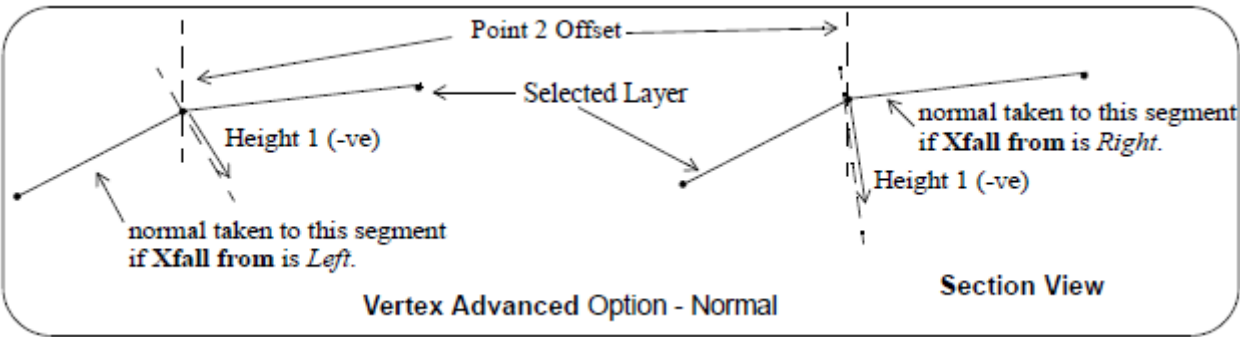 Point 2 Offset
Selected Layer
Height 1 (-ve)
normal taken to this segment
if Xfall from is Left.
normal taken to this segment
if Xfall from is Right.
Height 1 (-ve)
Section View
Vertex Advanced Option - Normal